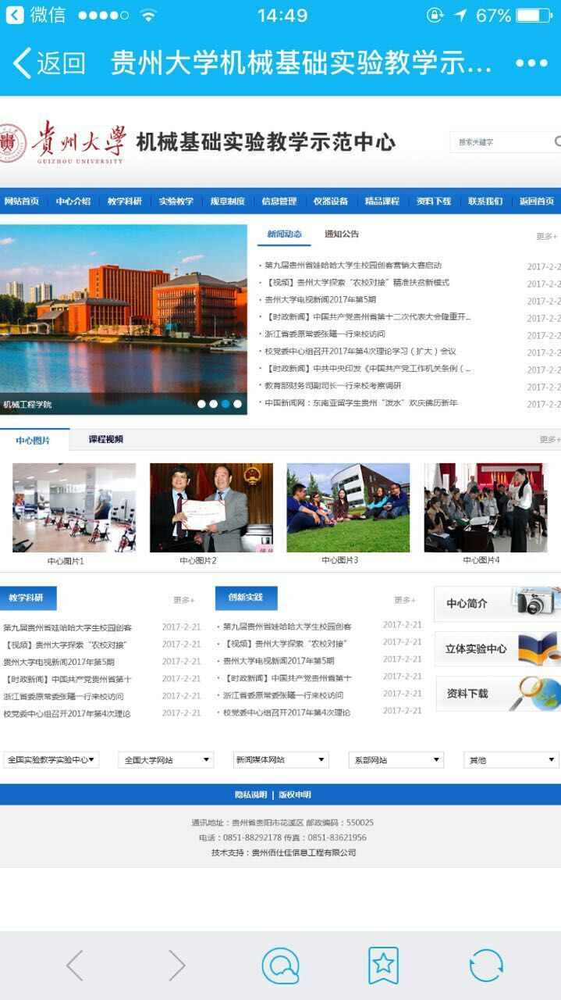 微信 14:49 67%
返回 贵州大学机械基础实验教学示...
貴州大学 机械基础实验教学示范中心 搜索关键字
GUIZHOU UNIVERSITY
网站首页 中心介绍 教学科研 实验教学 规章制度 信息管理 仪器设备 精品课程 资料下载 联系我们 返回首页
新闻动态 通知公告 更多+
· 第九届贵州省娃哈哈大学生校园创客营销大赛启动 2017-2-2
· 【视频】贵州大学探索“农校对接”精准扶贫新模式 2017-2-2
· 贵州大学电视新闻2017年第5期 2017-2-2
· 【时政新闻】中国共产党贵州省第十二次代表大会隆重开... 2017-2-2
· 浙江省委原常委张曦一行来校访问 2017-2-2
· 校党委中心组召开2017年第4次理论学习（扩大）会议 2017-2-2
· 【时政新闻】中共中央印发《中国共产党工作机关条例（... 2017-2-2
· 教育部财务司副司长一行来校考察调研 2017-2-2
· 中国新闻网：东南亚留学生贵州“泼水”欢庆佛历新年 2017-2-2
机械工程学院
中心图片 课程视频 更多+
中心图片1 中心图片2 中心图片3 中心图片4
教学科研 更多+
第九届贵州省娃哈哈大学生校园创客 2017-2-21
【视频】贵州大学探索“农校对接” 2017-2-21
贵州大学电视新闻2017年第5期 2017-2-21
【时政新闻】中国共产党贵州省第十 2017-2-21
浙江省委原常委张曦一行来校访问 2017-2-21
校党委中心组召开2017年第4次理论 2017-2-21
创新实践 更多+
· 第九届贵州省娃哈哈大学生校园创客 2017-2-21
· 【视频】贵州大学探索“农校对接” 2017-2-21
· 贵州大学电视新闻2017年第5期 2017-2-21
· 【时政新闻】中国共产党贵州省第十 2017-2-21
· 浙江省委原常委张曦一行来校访问 2017-2-21
· 校党委中心组召开2017年第4次理论 2017-2-21
中心简介
立体实验中心
资料下载
全国实验教学实验中心 全国大学网站 新闻媒体网站 系部网站 其他
隐私说明 | 版权申明
通讯地址：贵州省贵阳市花溪区 邮政编码：550025
电话：0851-88292178 传真：0851-83621956
技术支持：贵州佰仕佳信息工程有限公司